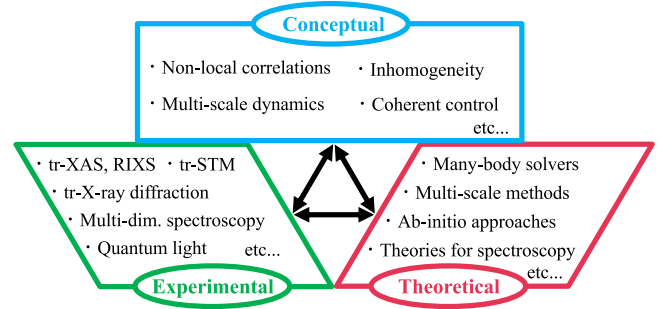 Conceptual
· Non-local correlations · Inhomogeneity
· Multi-scale dynamics · Coherent control
etc...
· tr-XAS, RIXS · tr-STM
· tr-X-ray diffraction
· Multi-dim. spectroscopy
· Quantum light etc...
Experimental
· Many-body solvers
· Multi-scale methods
· Ab-initio approaches
· Theories for spectroscopy
etc...
Theoretical